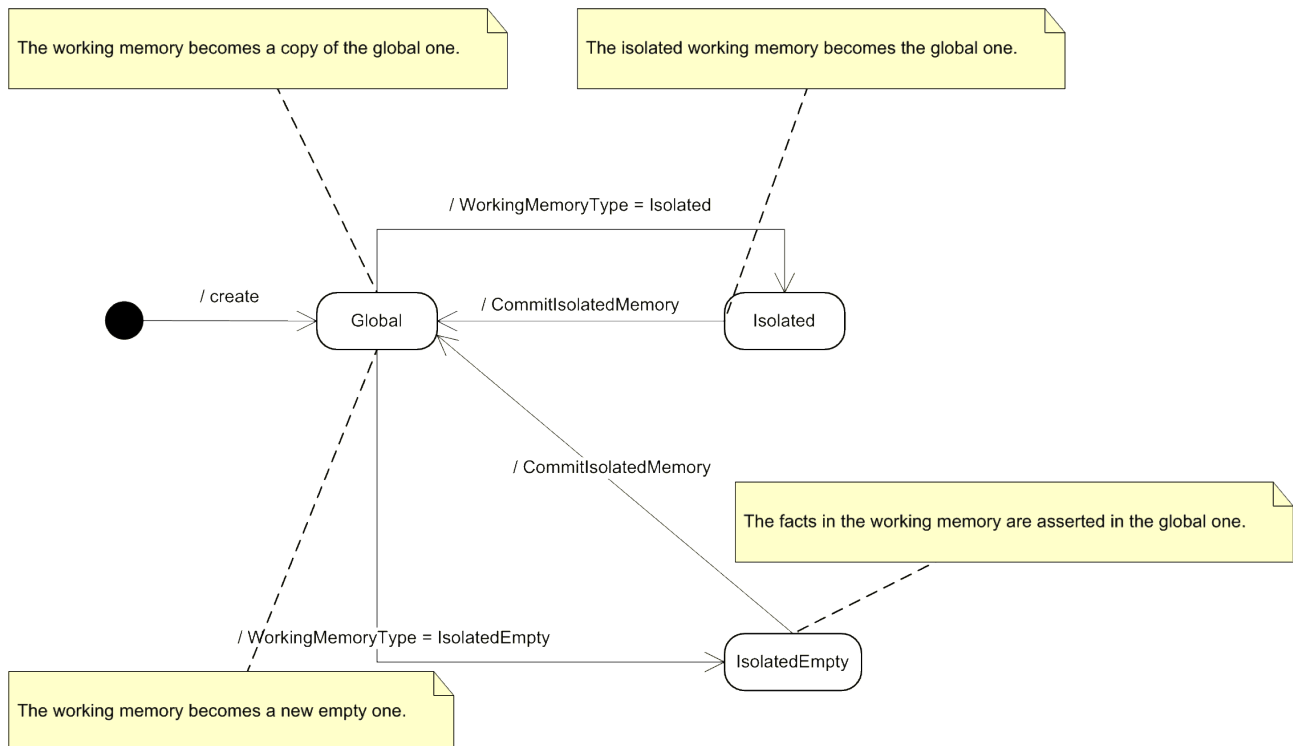 The working memory becomes a copy of the global one.
The isolated working memory becomes the global one.
/ WorkingMemoryType = Isolated
/ create
/ CommitIsolatedMemory
Global
Isolated
/ CommitIsolatedMemory
The facts in the working memory are asserted in the global one.
/ WorkingMemoryType = IsolatedEmpty
IsolatedEmpty
The working memory becomes a new empty one.